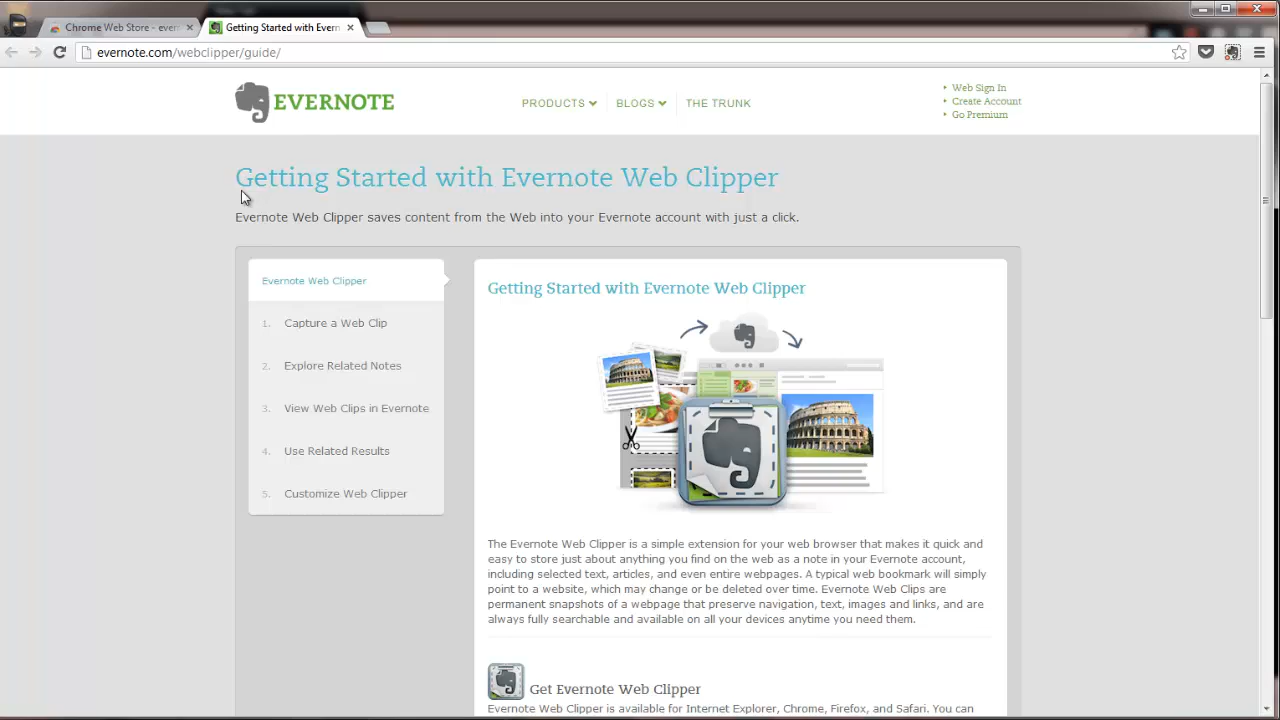 Chrome Web Store - ever
Getting Started with Evern
evernote.com/webclipper/guide/
EVERNOTE
PRODUCTS
BLOGS
THE TRUNK
Web Sign In
Create Account
Go Premium
Getting Started with Evernote Web Clipper
Evernote Web Clipper saves content from the Web into your Evernote account with just a click.
Evernote Web Clipper
1. Capture a Web Clip
2. Explore Related Notes
3. View Web Clips in Evernote
4. Use Related Results
5. Customize Web Clipper
Getting Started with Evernote Web Clipper
The Evernote Web Clipper is a simple extension for your web browser that makes it quick and
easy to store just about anything you find on the web as a note in your Evernote account,
including selected text, articles, and even entire webpages. A typical web bookmark will simply
point to a website, which may change or be deleted over time. Evernote Web Clips are
permanent snapshots of a webpage that preserve navigation, text, images and links, and are
always fully searchable and available on all your devices anytime you need them.
Get Evernote Web Clipper
Evernote Web Clipper is available for Internet Explorer, Chrome, Firefox, and Safari. You can